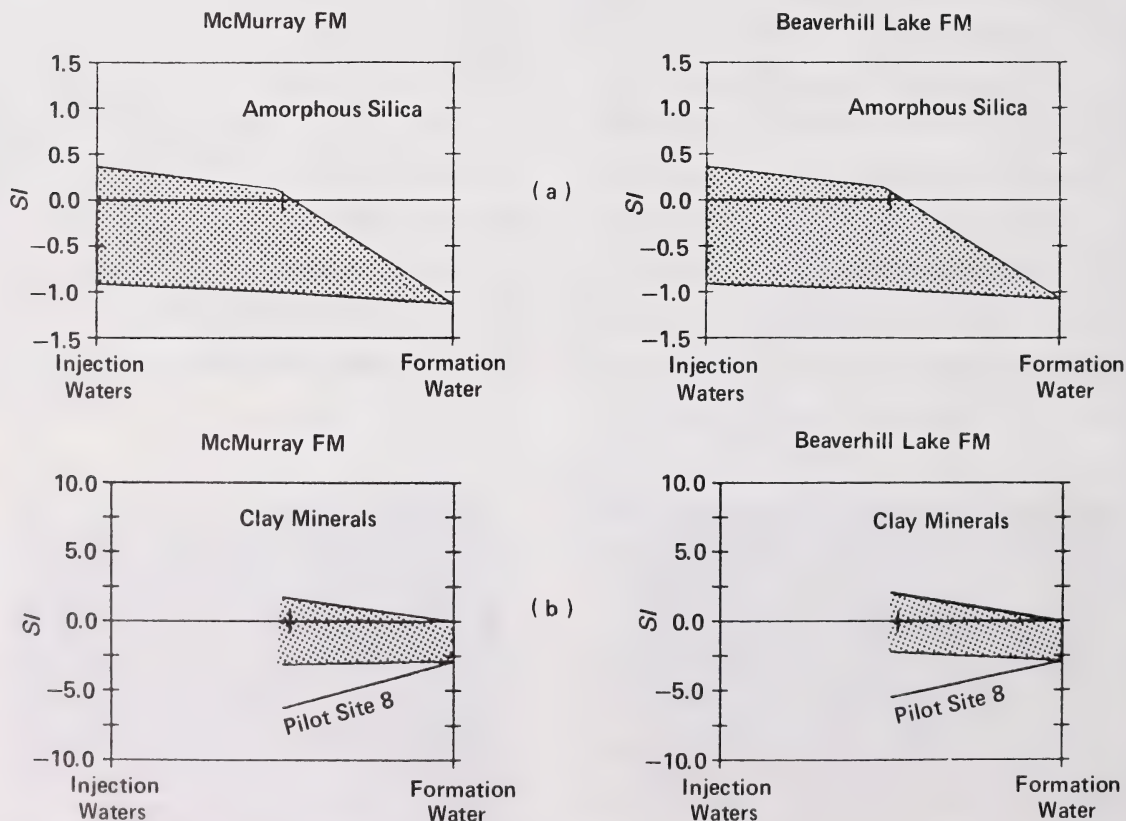 McMurray FM
Beaverhill Lake FM
1.5
1.0
0.5
0.0
−0.5
−1.0
−1.5
SI
Amorphous Silica
Injection
Waters
Formation
Water
( a )
1.5
1.0
0.5
0.0
−0.5
−1.0
−1.5
SI
Amorphous Silica
Injection
Waters
Formation
Water
McMurray FM
Beaverhill Lake FM
10.0
5.0
0.0
−5.0
−10.0
SI
Clay Minerals
Pilot Site 8
Injection
Waters
Formation
Water
( b )
10.0
5.0
0.0
−5.0
−10.0
SI
Clay Minerals
Pilot Site 8
Injection
Waters
Formation
Water